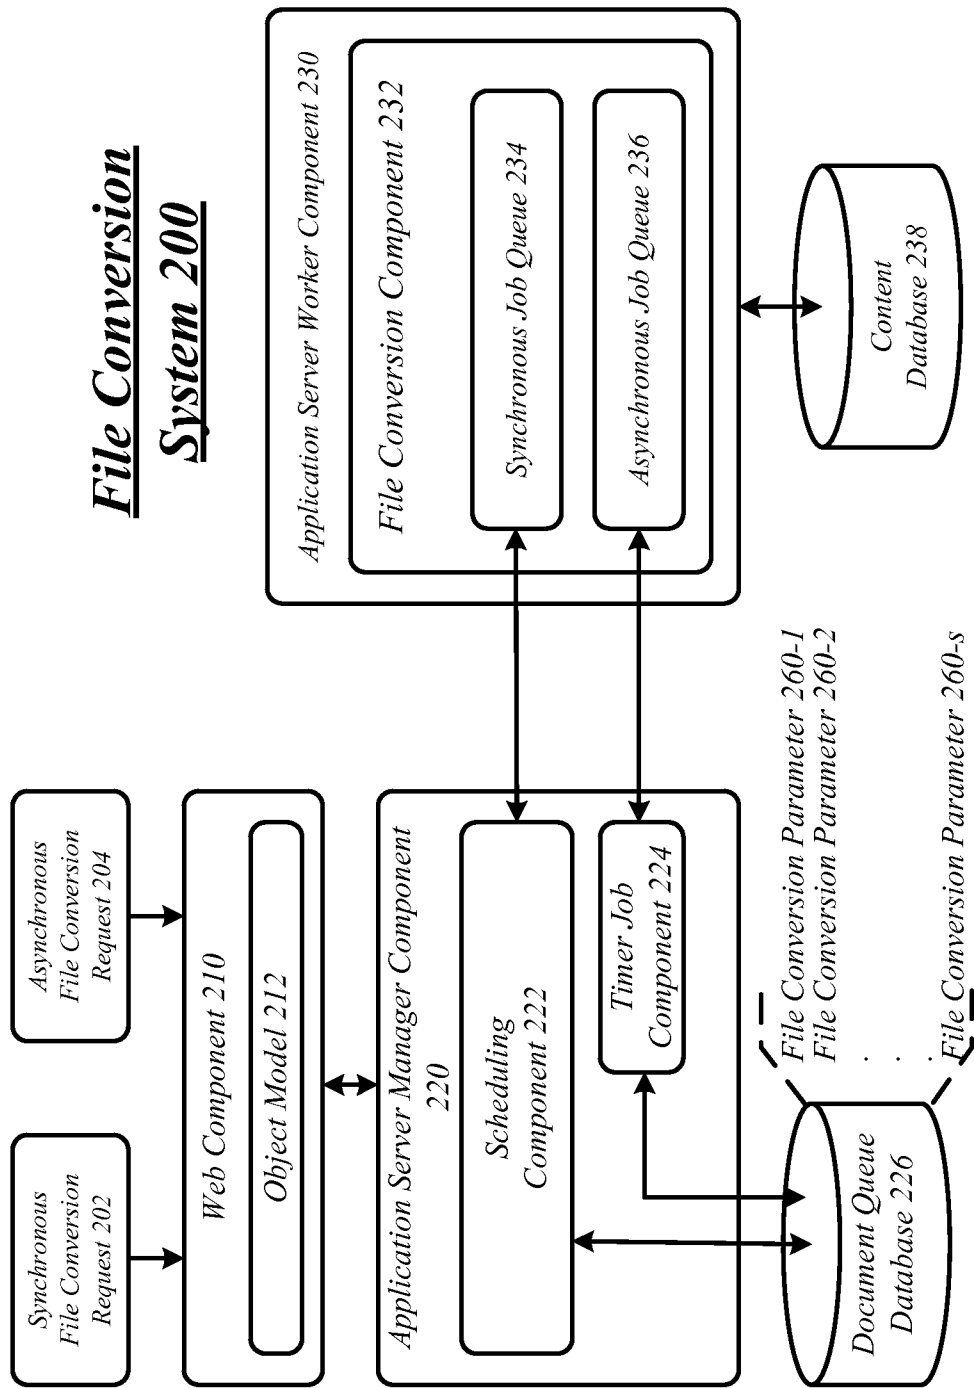 File Conversion
System 200
Synchronous
File Conversion
Request 202
Asynchronous
File Conversion
Request 204
Web Component 210
Object Model 212
Application Server Manager Component
220
Scheduling
Component 222
Timer Job
Component 224
Document Queue
Database 226
File Conversion Parameter 260-1
File Conversion Parameter 260-2
. . .
File Conversion Parameter 260-s
Application Server Worker Component 230
File Conversion Component 232
Synchronous Job Queue 234
Asynchronous Job Queue 236
Content
Database 238